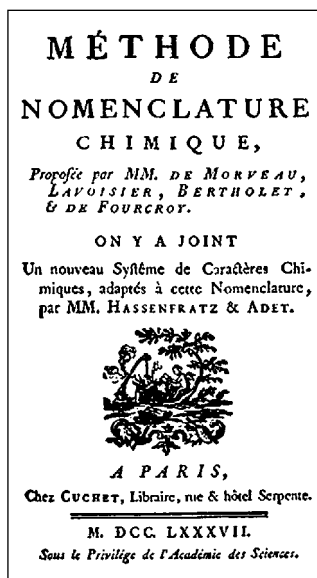 MÉTHODE
DE
NOMENCLATURE
CHIMIQUE,
Propoſée par MM. DE MORVEAU,
LAVOISIER, BERTHOLET,
& DE FOURCROY.
ON Y A JOINT
Un nouveau Syſtême de Caractères Chi-
miques, adaptés à cette Nomenclature,
par MM. HASSENFRATZ & ADET.
A PARIS,
Chez CUCHET, Libraire, rue & hôtel Serpente.
M. DCC. LXXXVII.
Sous le Privilége de l'Académie des Sciences.